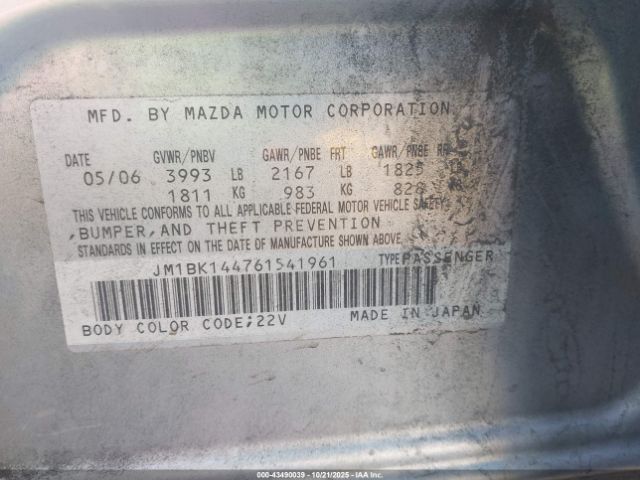 MFD. BY MAZDA MOTOR CORPORATION
DATE GVWR/PNBV GAWR/PNBE FRT GAWR/PNBE RR
05/06 3993 LB 2167 LB 1825
1811 KG 983 KG 828
THIS VEHICLE CONFORMS TO ALL APPLICABLE FEDERAL MOTOR VEHICLE SAFETY
,BUMPER,AND THEFT PREVENTION
STANDARDS IN EFFECT ON THE DATE OF MANUFACTURE SHOWN ABOVE.
JM1BK144761541961 TYPE:PASSENGER
BODY COLOR CODE;22V MADE IN JAPAN
000-43490039 - 10/21/2025 - COPART.CA